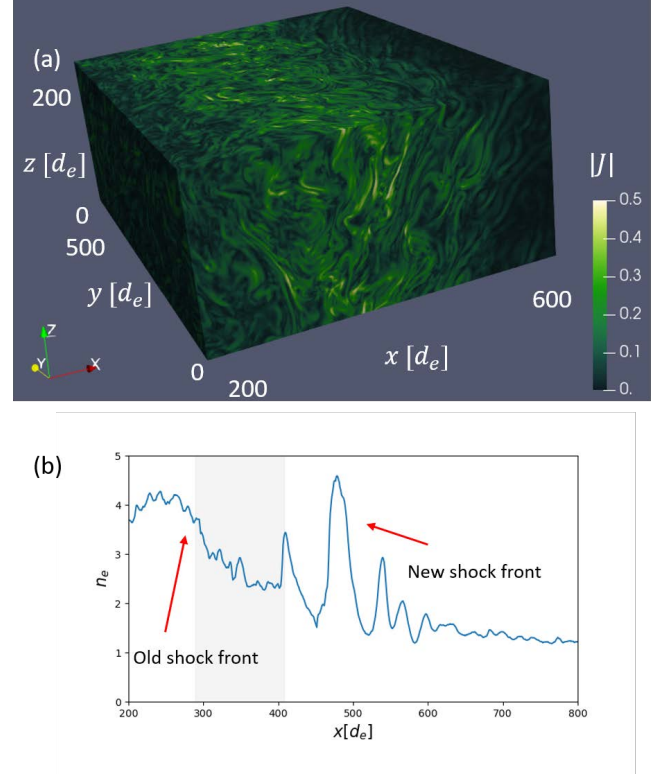 (a)
200
z [d_e]
0
500
y [d_e]
0
200
x [d_e]
600
|J|
0.5
0.4
0.3
0.2
0.1
0.
Z
Y
X
(b)
5
4
3
2
1
0
n_e
Old shock front
New shock front
200 300 400 500 600 700 800
x[d_e]